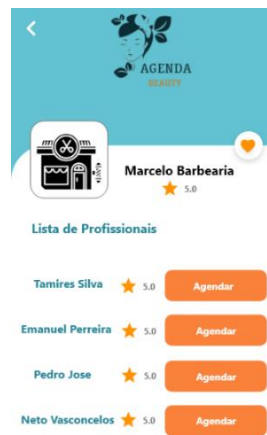 AGENDA
BEAUTY
Marcelo Barbearia
5.0
Lista de Profissionais
Tamires Silva 5.0 Agendar
Emanuel Perreira 5.0 Agendar
Pedro Jose 5.0 Agendar
Neto Vasconcelos 5.0 Agendar